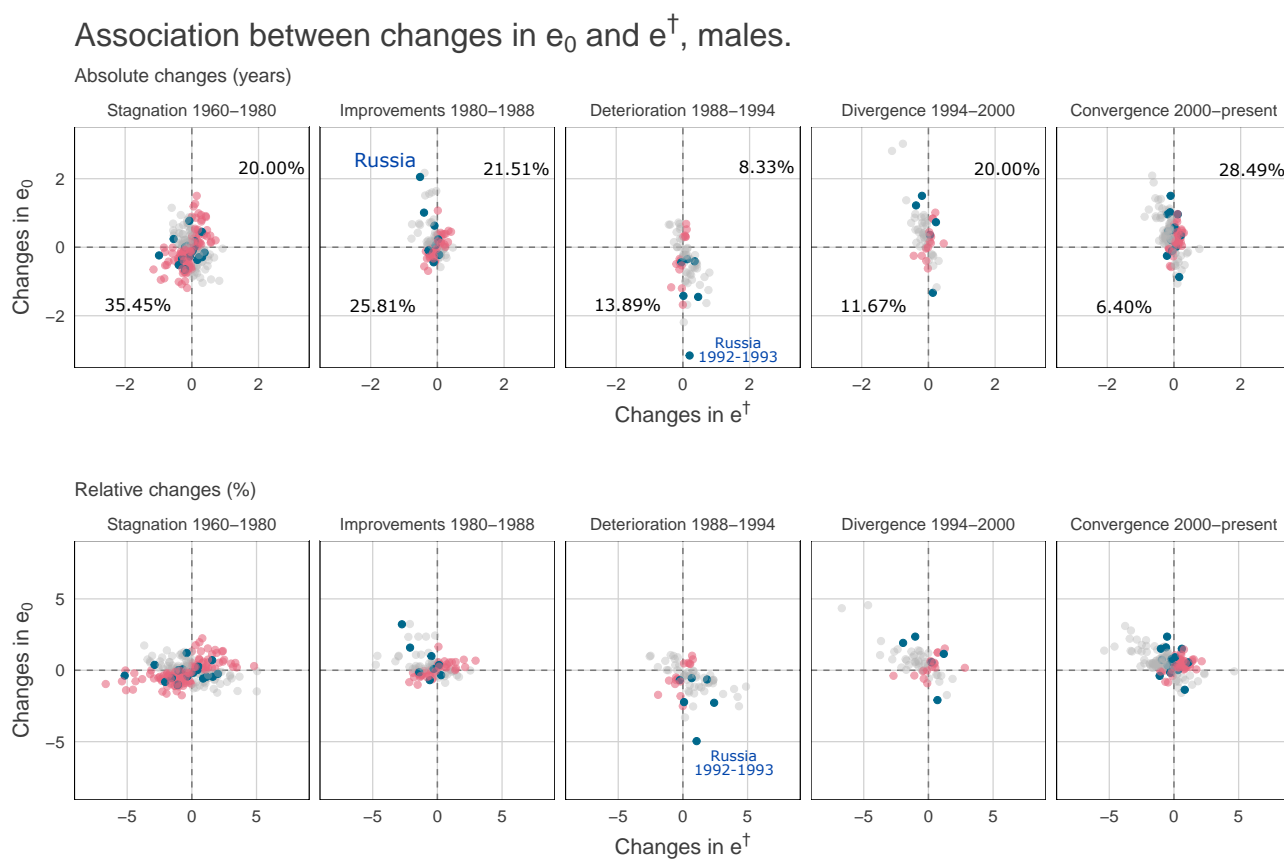 Association between changes in e₀ and e†, males.
Absolute changes (years)
Stagnation 1960–1980 Improvements 1980–1988 Deterioration 1988–1994 Divergence 1994–2000 Convergence 2000–present
20.00% Russia 21.51% 8.33% 20.00% 28.49%
2
0
−2
Changes in e₀
35.45% 25.81% 13.89% 11.67% 6.40%
Russia
1992-1993
−2 0 2 −2 0 2 −2 0 2 −2 0 2 −2 0 2
Changes in e†
Relative changes (%)
Stagnation 1960–1980 Improvements 1980–1988 Deterioration 1988–1994 Divergence 1994–2000 Convergence 2000–present
5
0
−5
Changes in e₀
Russia
1992-1993
−5 0 5 −5 0 5 −5 0 5 −5 0 5 −5 0 5
Changes in e†